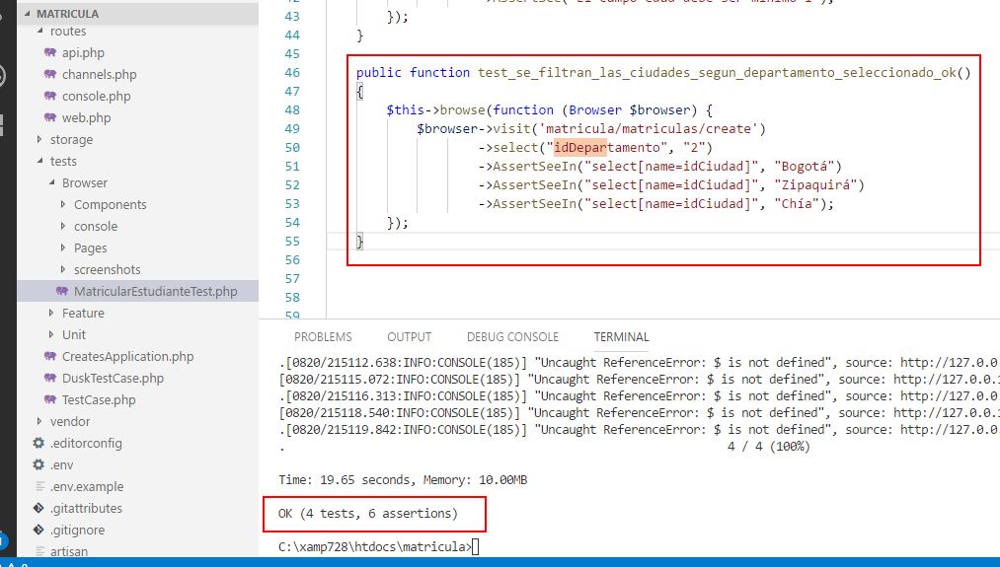 MATRICULA
routes
api.php
channels.php
console.php
web.php
storage
tests
Browser
Components
console
Pages
screenshots
MatricularEstudianteTest.php
Feature
Unit
CreatesApplication.php
DuskTestCase.php
TestCase.php
vendor
.editorconfig
.env
.env.example
.gitattributes
.gitignore
artisan
43 });
44 }
45
46 public function test_se_filtran_las_ciudades_segun_departamento_seleccionado_ok()
47 {
48 $this->browse(function (Browser $browser) {
49 $browser->visit('matricula/matriculas/create')
50 ->select("idDepartamento", "2")
51 ->AssertSeeIn("select[name=idCiudad]", "Bogotá")
52 ->AssertSeeIn("select[name=idCiudad]", "Zipaquirá")
53 ->AssertSeeIn("select[name=idCiudad]", "Chía");
54 });
55 }
56
57
58
59
PROBLEMS OUTPUT DEBUG CONSOLE TERMINAL
.[0820/215112.638:INFO:CONSOLE(185)] "Uncaught ReferenceError: $ is not defined", source: http://127.0.0.
[0820/215115.072:INFO:CONSOLE(185)] "Uncaught ReferenceError: $ is not defined", source: http://127.0.0.1
.[0820/215116.313:INFO:CONSOLE(185)] "Uncaught ReferenceError: $ is not defined", source: http://127.0.0.
[0820/215118.540:INFO:CONSOLE(185)] "Uncaught ReferenceError: $ is not defined", source: http://127.0.0.1
.[0820/215119.842:INFO:CONSOLE(185)] "Uncaught ReferenceError: $ is not defined", source: http://127.0.0.
. 4 / 4 (100%)
Time: 19.65 seconds, Memory: 10.00MB
OK (4 tests, 6 assertions)
C:\xamp728\htdocs\matricula>